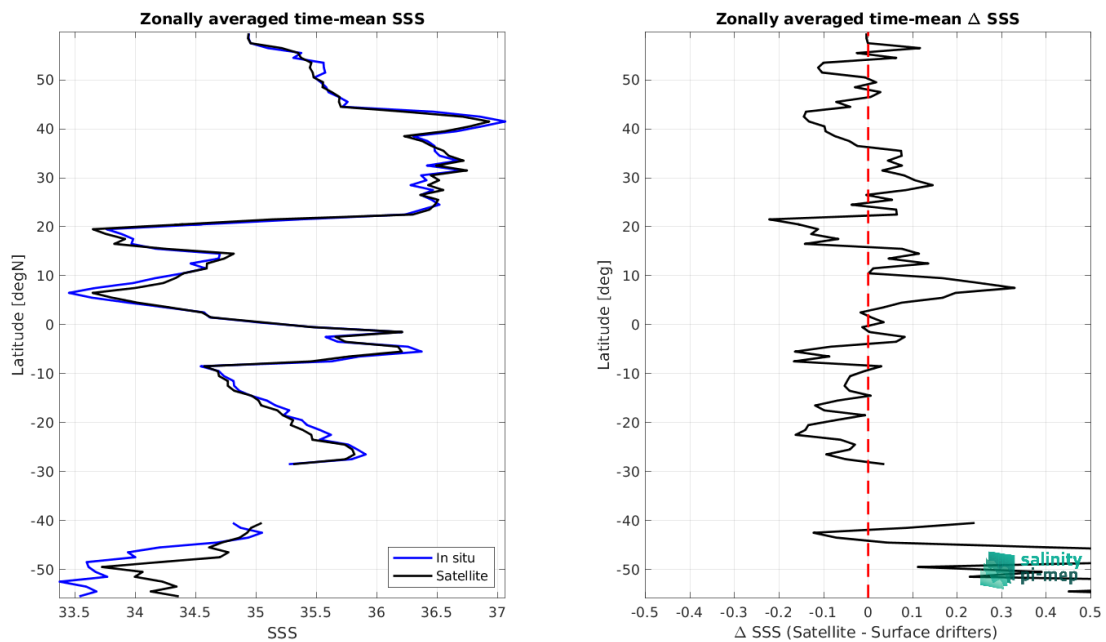 Zonally averaged time-mean SSS
50
40
30
20
10
0
-10
-20
-30
-40
-50
Latitude [degN]
33.5 34 34.5 35 35.5 36 36.5 37
SSS
In situ
Satellite
Zonally averaged time-mean Δ SSS
50
40
30
20
10
0
-10
-20
-30
-40
-50
Latitude [deg]
-0.5 -0.4 -0.3 -0.2 -0.1 0 0.1 0.2 0.3 0.4 0.5
Δ SSS (Satellite - Surface drifters)
salinity
pi-mep